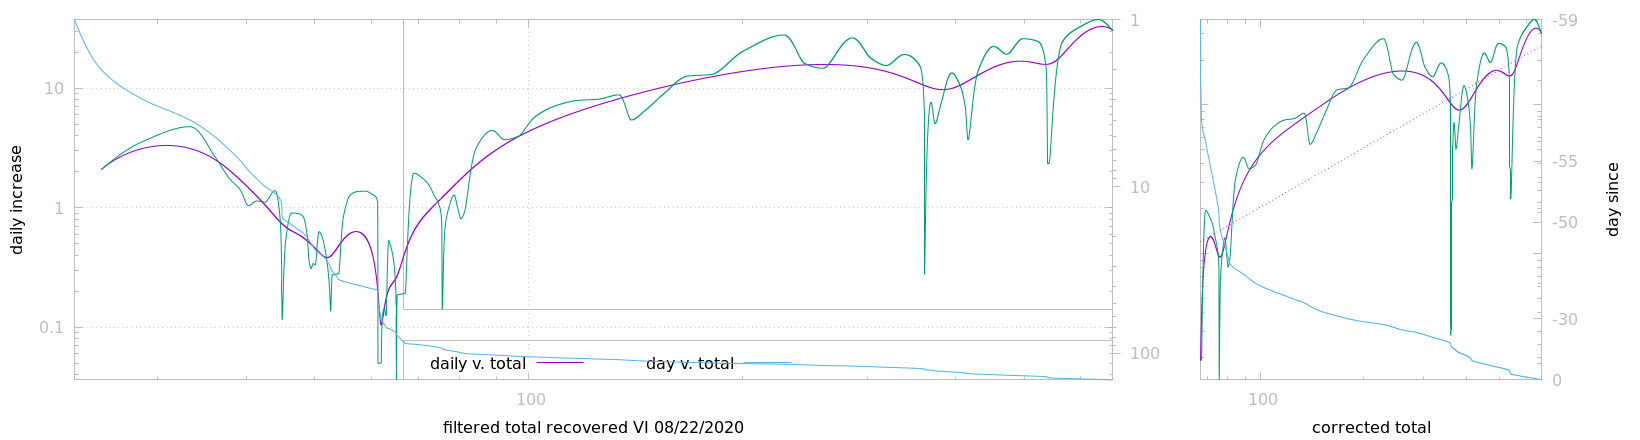 daily increase
10
1
0.1
100
filtered total recovered VI 08/22/2020
daily v. total
day v. total
1
10
100
100
corrected total
-59
-55
-50
-30
0
day since